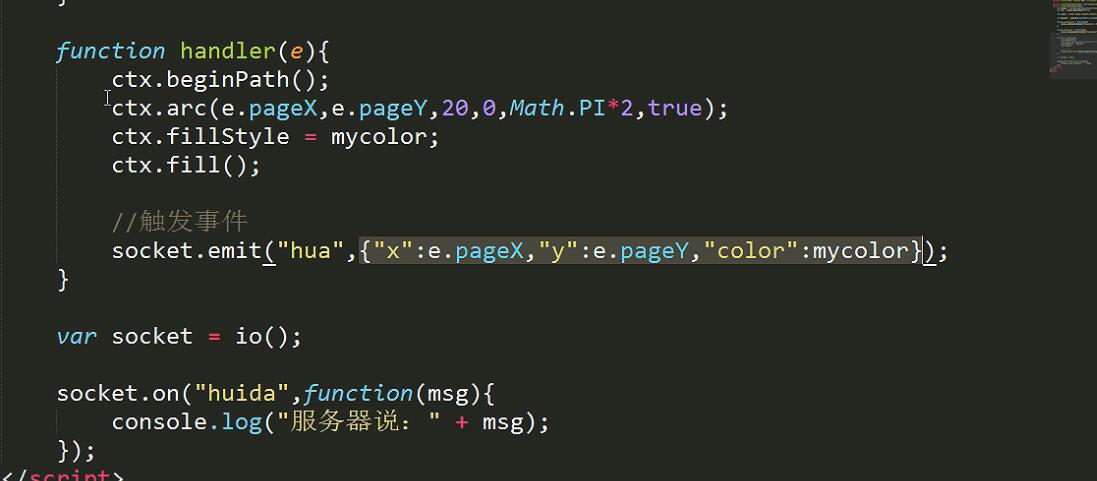 }
function handler(e){
ctx.beginPath();
ctx.arc(e.pageX,e.pageY,20,0,Math.PI*2,true);
ctx.fillStyle = mycolor;
ctx.fill();
//触发事件
socket.emit("hua",{"x":e.pageX,"y":e.pageY,"color":mycolor});
}
var socket = io();
socket.on("huida",function(msg){
console.log("服务器说：" + msg);
});
</script>